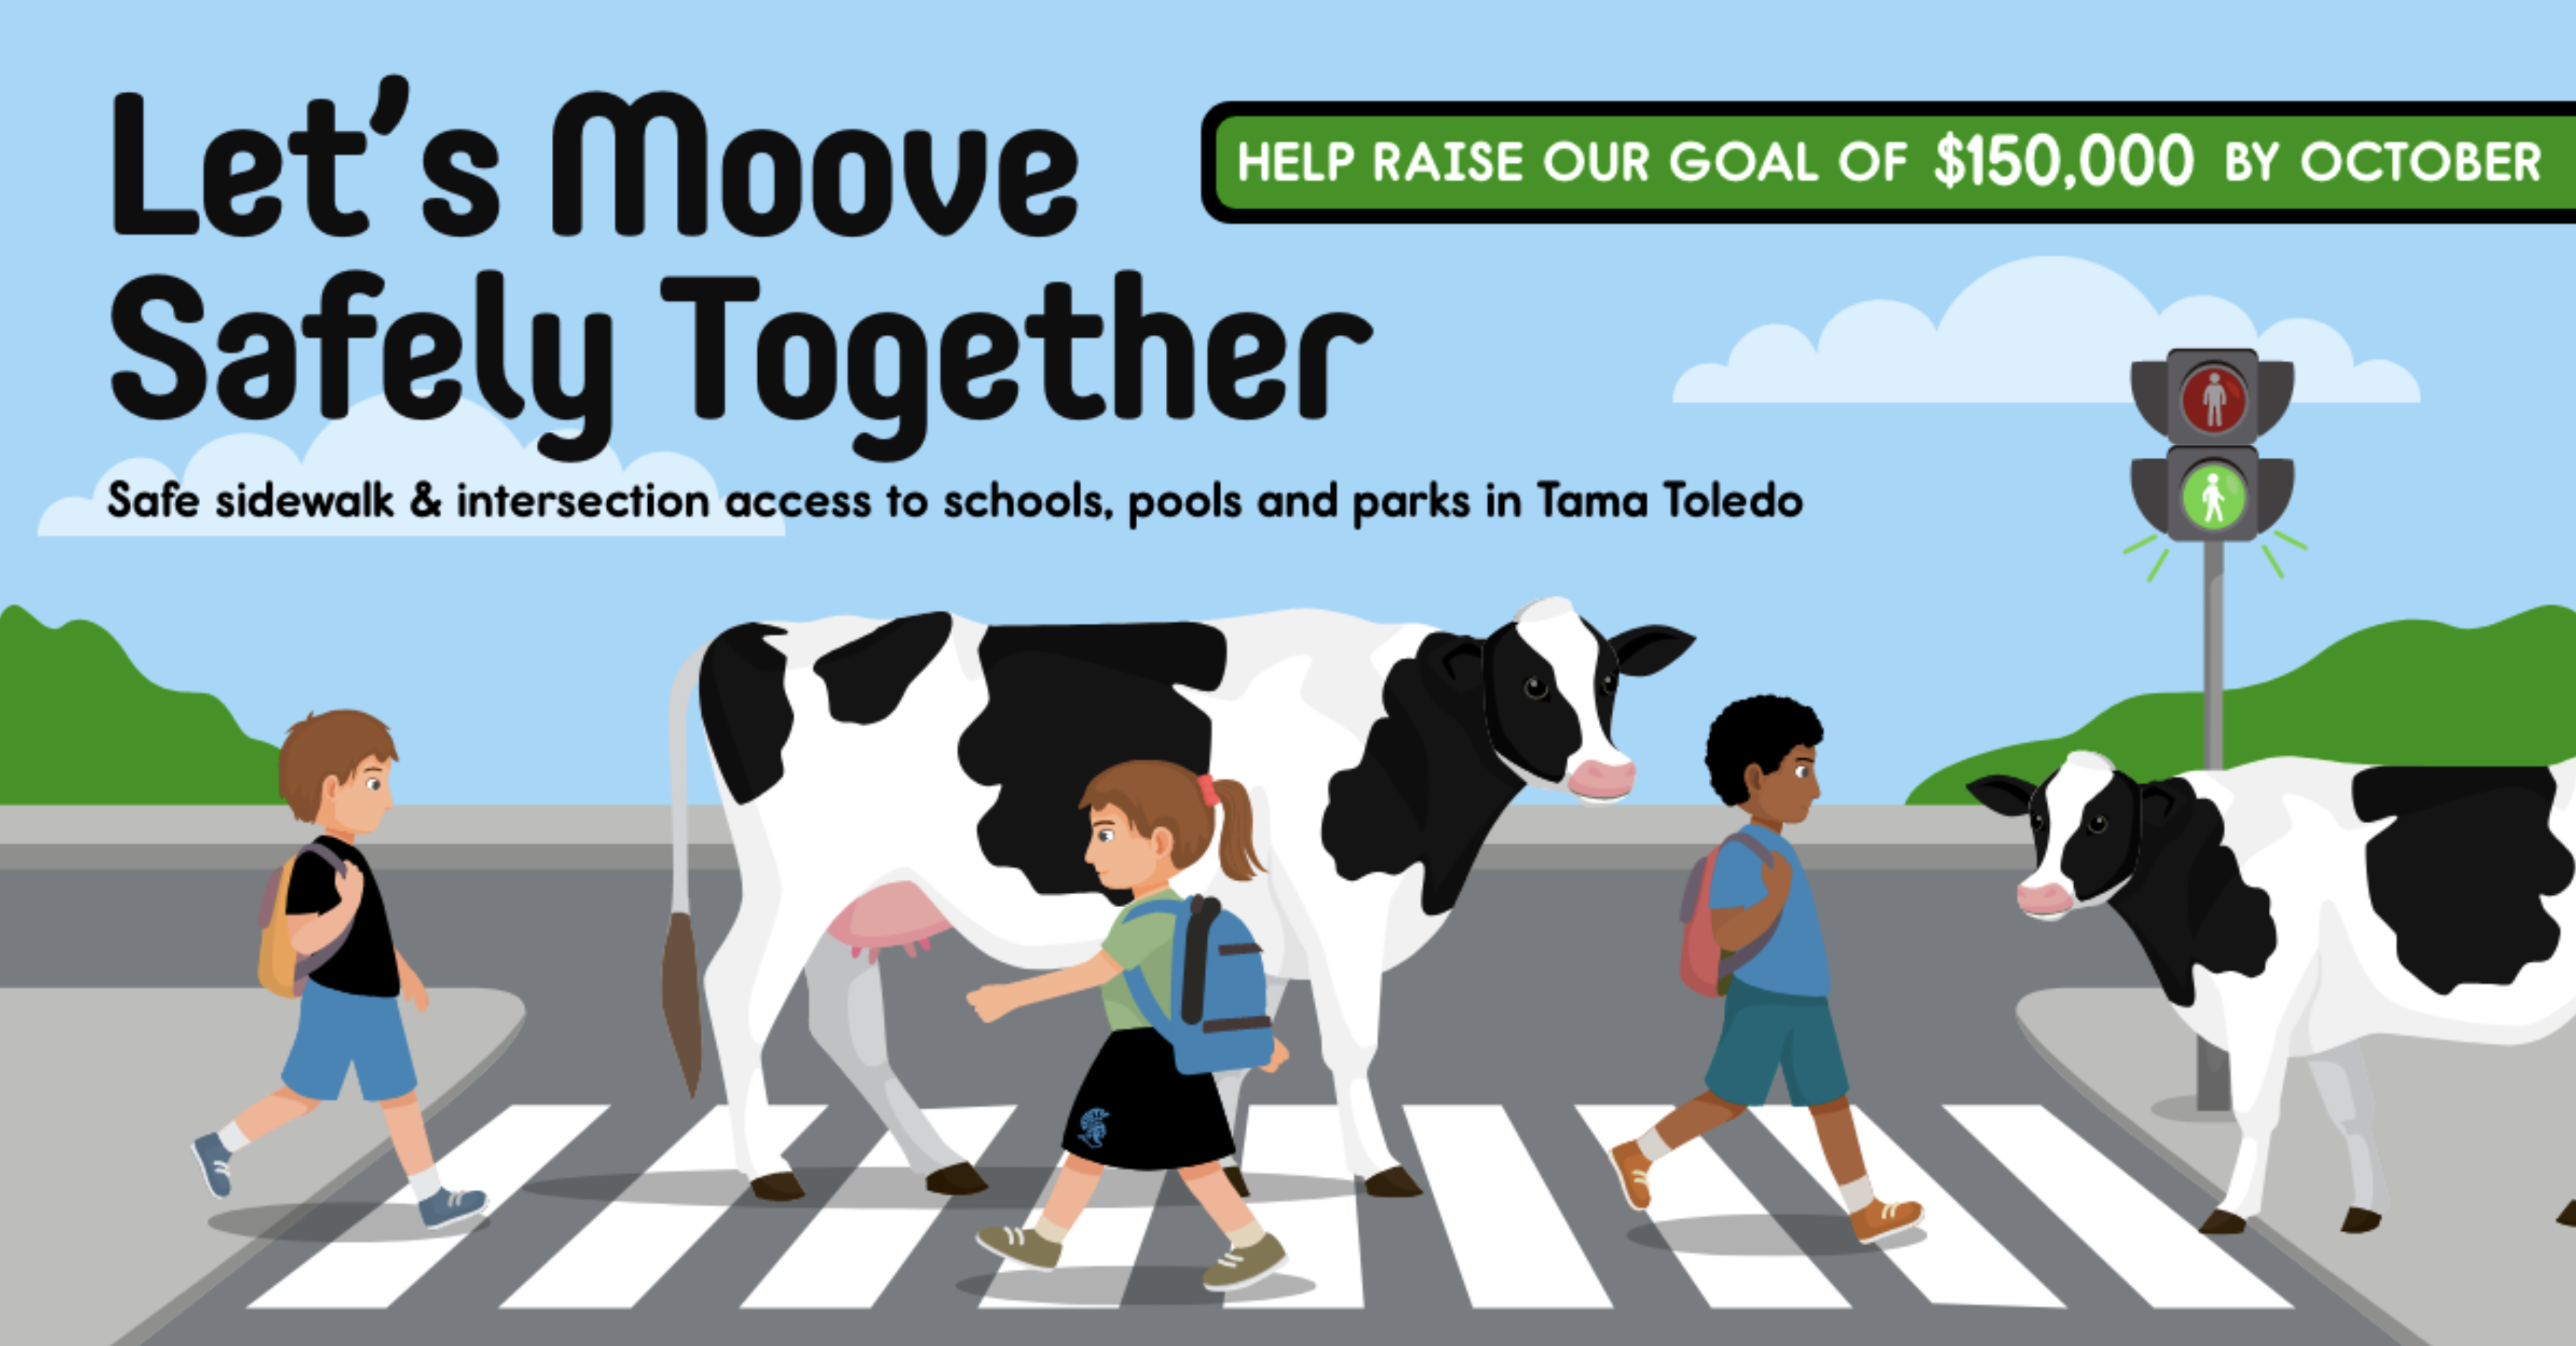 Let's Moove
Safely Together
HELP RAISE OUR GOAL OF $150,000 BY OCTOBER
Safe sidewalk & intersection access to schools, pools and parks in Tama Toledo